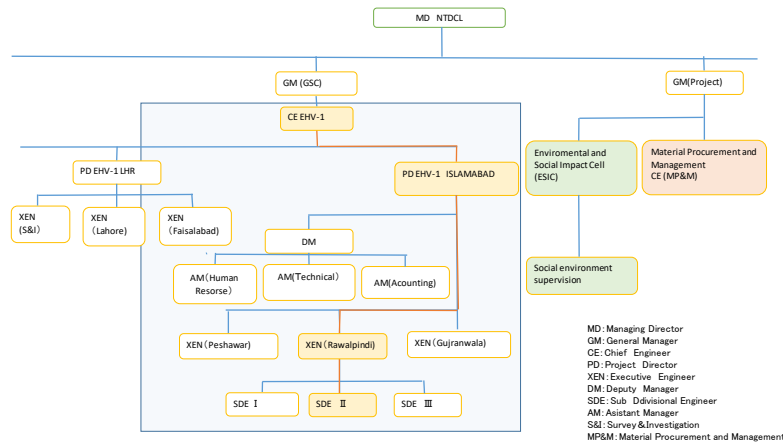 MD NTDCL
GM (GSC)
GM(Project)
CE EHV-1
PD EHV-1 LHR
PD EHV-1 ISLAMABAD
Enviromental and
Social Impact Cell
(ESIC)
Material Procurement and
Management
CE (MP&M)
XEN
(S&I)
XEN
(Lahore)
XEN
(Faisalabad)
DM
AM(Human
Resorse)
AM(Technical)
AM(Acounting)
Social environment
supervision
XEN(Peshawar)
XEN(Rawalpindi)
XEN(Gujranwala)
SDE Ⅰ
SDE Ⅱ
SDE Ⅲ
MD:Managing Director
GM:General Manager
CE:Chief Engineer
PD:Project Director
XEN:Executive Engineer
DM:Deputy Manager
SDE:Sub Ddivisional Engineer
AM:Asistant Manager
S&I:Survey&Investigation
MP&M:Material Procurement and Management